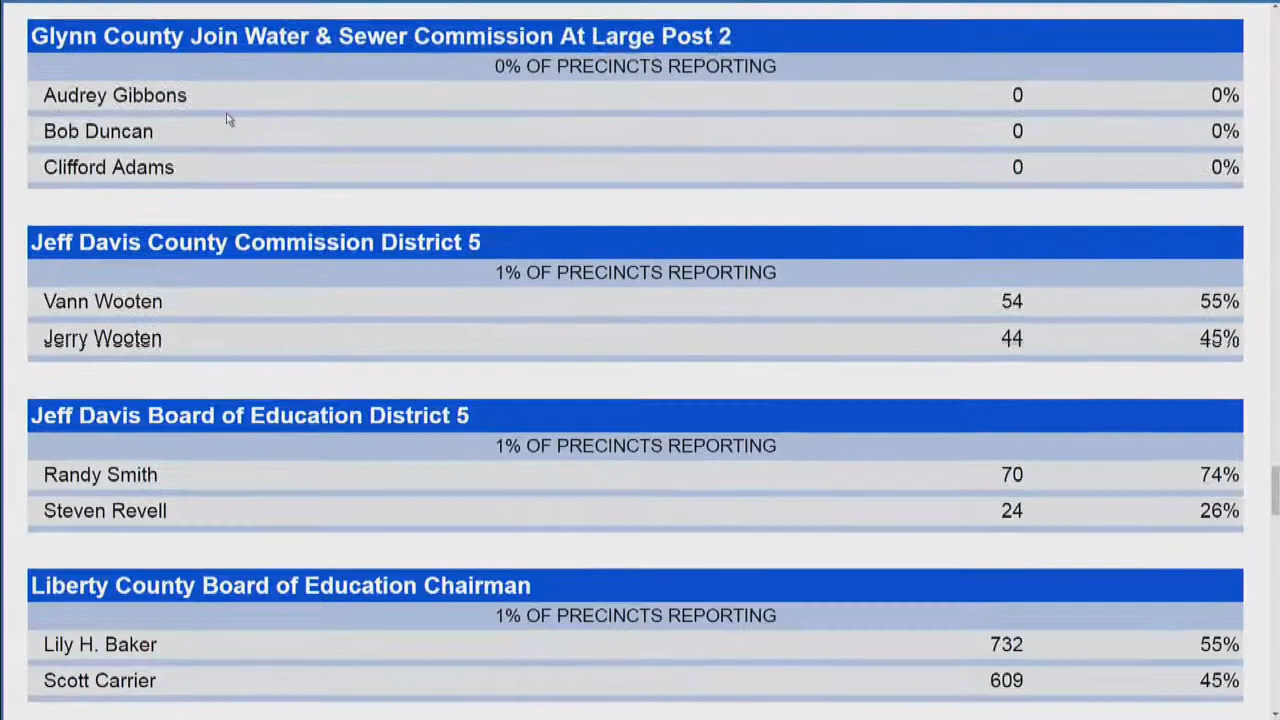 Glynn County Join Water & Sewer Commission At Large Post 2
0% OF PRECINCTS REPORTING
Audrey Gibbons 0 0%
Bob Duncan 0 0%
Clifford Adams 0 0%
Jeff Davis County Commission District 5
1% OF PRECINCTS REPORTING
Vann Wooten 54 55%
Jerry Wooten 44 45%
Jeff Davis Board of Education District 5
1% OF PRECINCTS REPORTING
Randy Smith 70 74%
Steven Revell 24 26%
Liberty County Board of Education Chairman
1% OF PRECINCTS REPORTING
Lily H. Baker 732 55%
Scott Carrier 609 45%